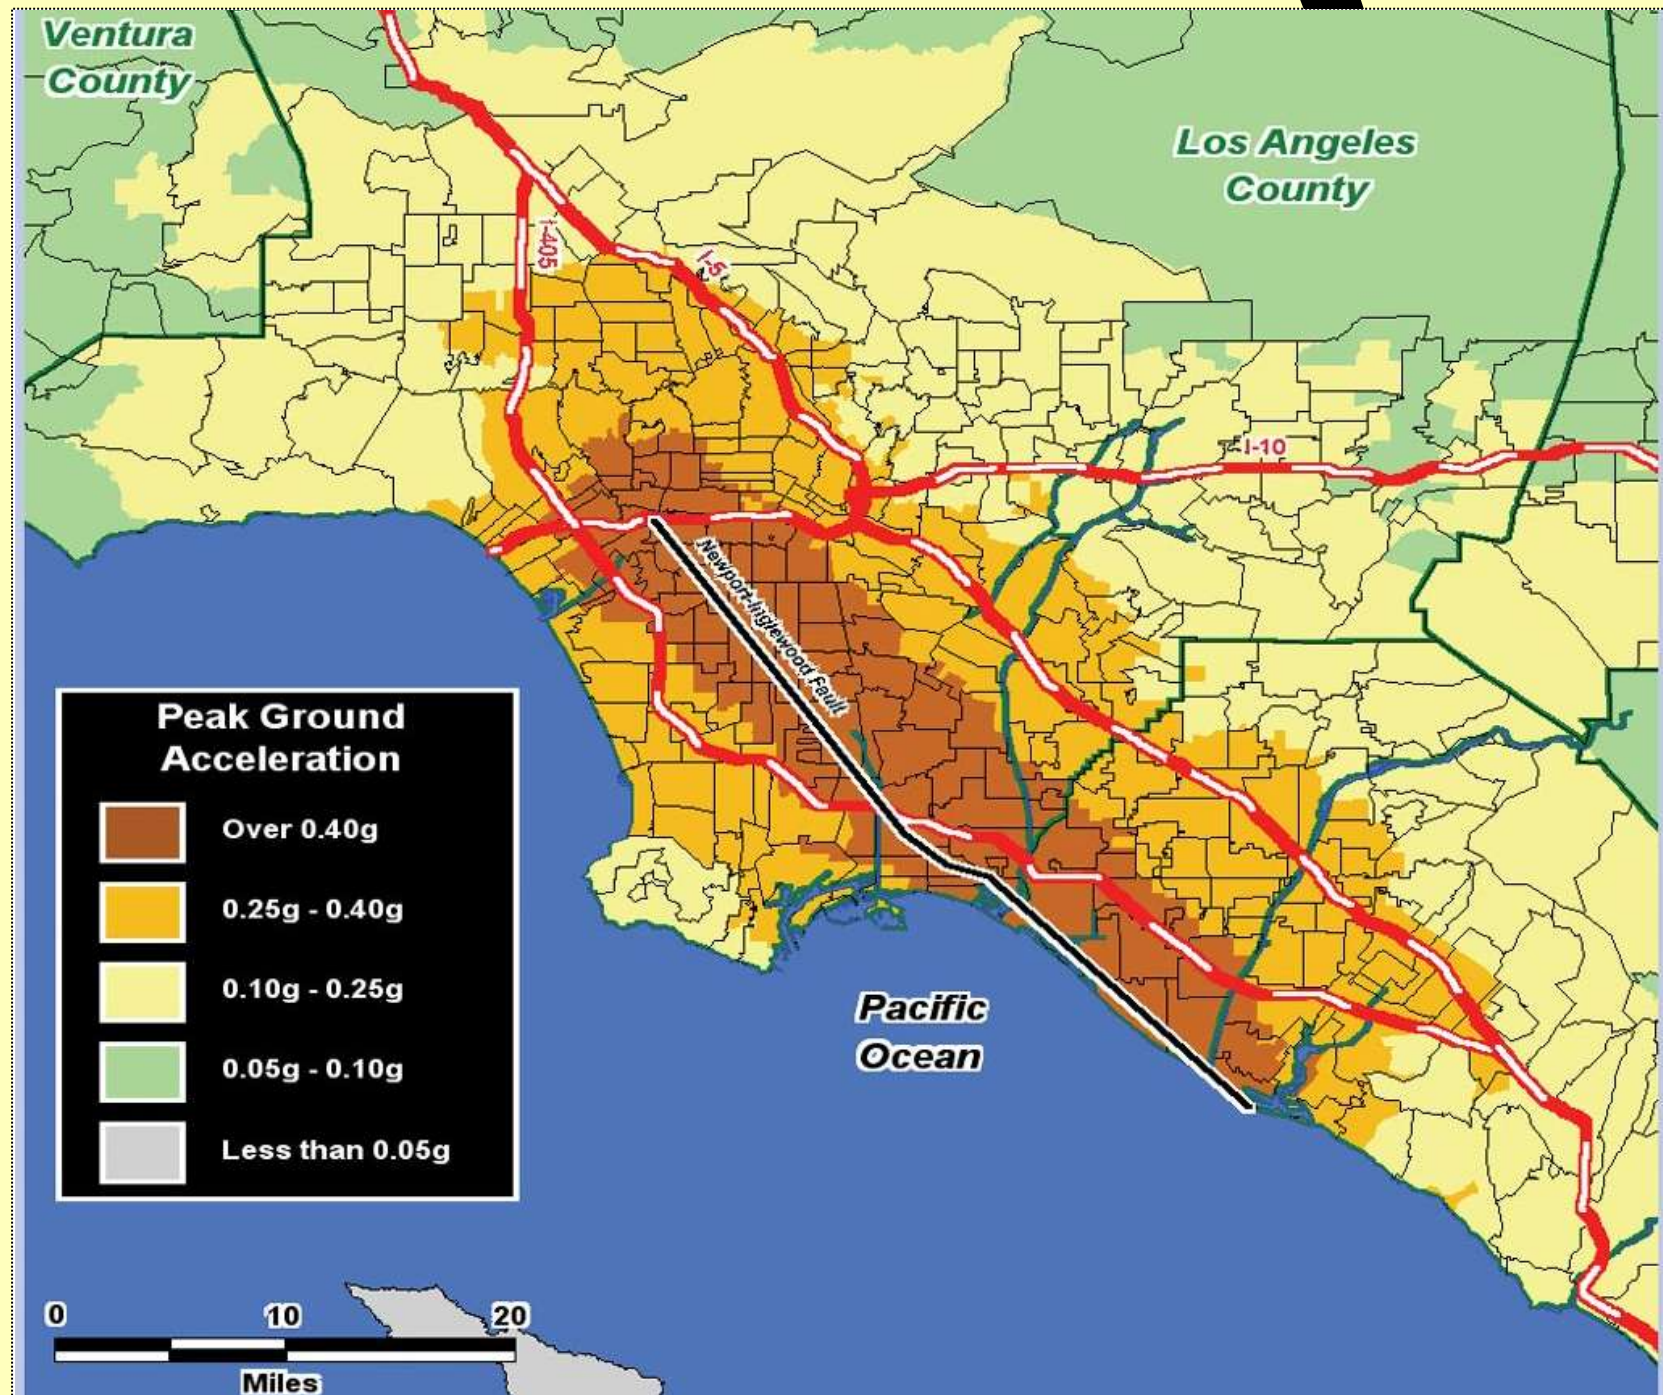 Ventura
County
Los Angeles
County
I-405
I-5
I-10
Newport-Inglewood Fault
Peak Ground
Acceleration
Over 0.40g
0.25g - 0.40g
0.10g - 0.25g
0.05g - 0.10g
Less than 0.05g
Pacific
Ocean
0 10 20
Miles